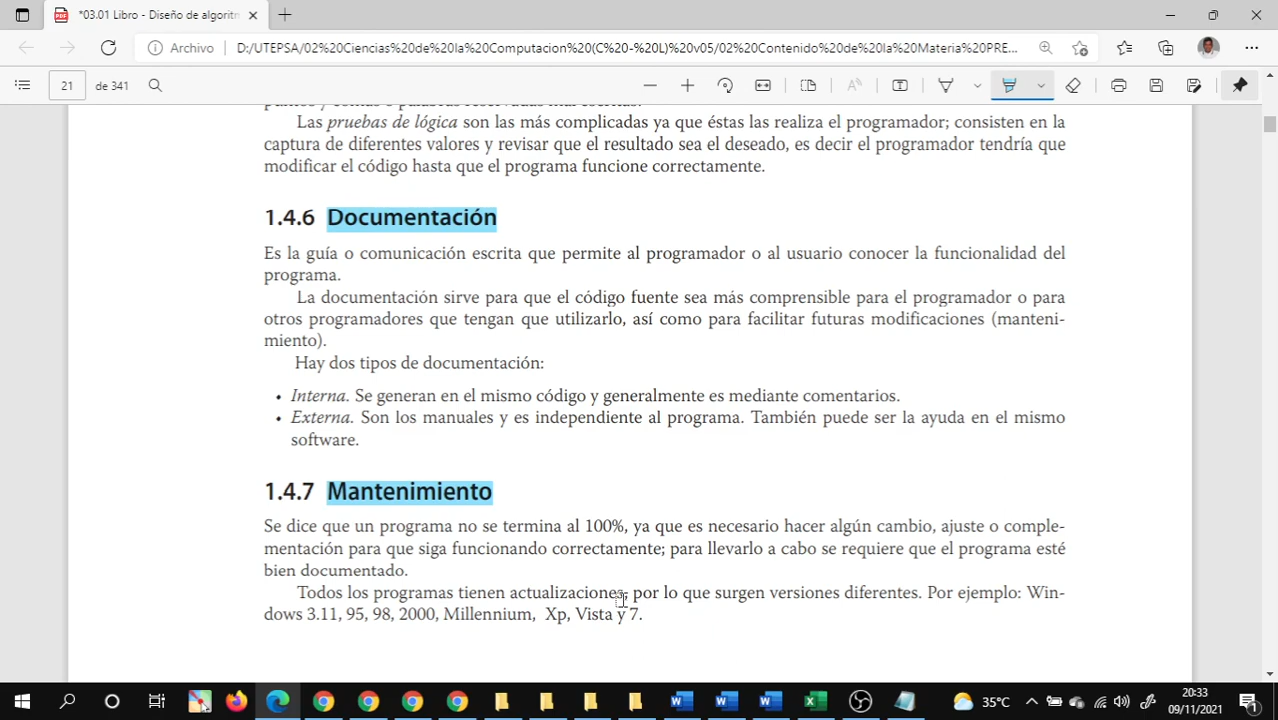 *03.01 Libro - Diseño de algoritn
Archivo D:/UTEPSA/02%20Ciencias%20de%20la%20Computacion%20(C%20-%20L)%20v05/02%20Contenido%20de%20la%20Materia%20PRE...
21 de 341
Las pruebas de lógica son las más complicadas ya que éstas las realiza el programador; consisten en la
captura de diferentes valores y revisar que el resultado sea el deseado, es decir el programador tendría que
modificar el código hasta que el programa funcione correctamente.
1.4.6 Documentación
Es la guía o comunicación escrita que permite al programador o al usuario conocer la funcionalidad del
programa.
La documentación sirve para que el código fuente sea más comprensible para el programador o para
otros programadores que tengan que utilizarlo, así como para facilitar futuras modificaciones (manteni-
miento).
Hay dos tipos de documentación:
• Interna. Se generan en el mismo código y generalmente es mediante comentarios.
• Externa. Son los manuales y es independiente al programa. También puede ser la ayuda en el mismo
software.
1.4.7 Mantenimiento
Se dice que un programa no se termina al 100%, ya que es necesario hacer algún cambio, ajuste o comple-
mentación para que siga funcionando correctamente; para llevarlo a cabo se requiere que el programa esté
bien documentado.
Todos los programas tienen actualizaciones, por lo que surgen versiones diferentes. Por ejemplo: Win-
dows 3.11, 95, 98, 2000, Millennium, Xp, Vista y 7.
35°C
20:33
09/11/2021
1